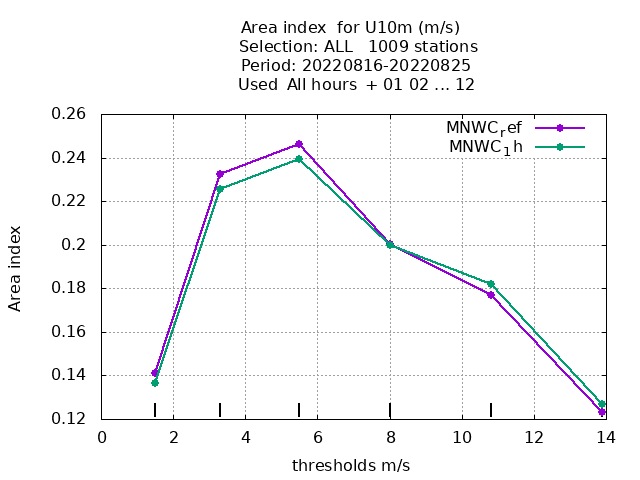 Area index  for U10m (m/s)
Selection: ALL   1009 stations
Period: 20220816-20220825
Used  All hours  + 01 02 ... 12
MNWCref
MNWC1h
0.26
0.24
0.22
0.2
0.18
0.16
0.14
0.12
Area index
0 2 4 6 8 10 12 14
thresholds m/s